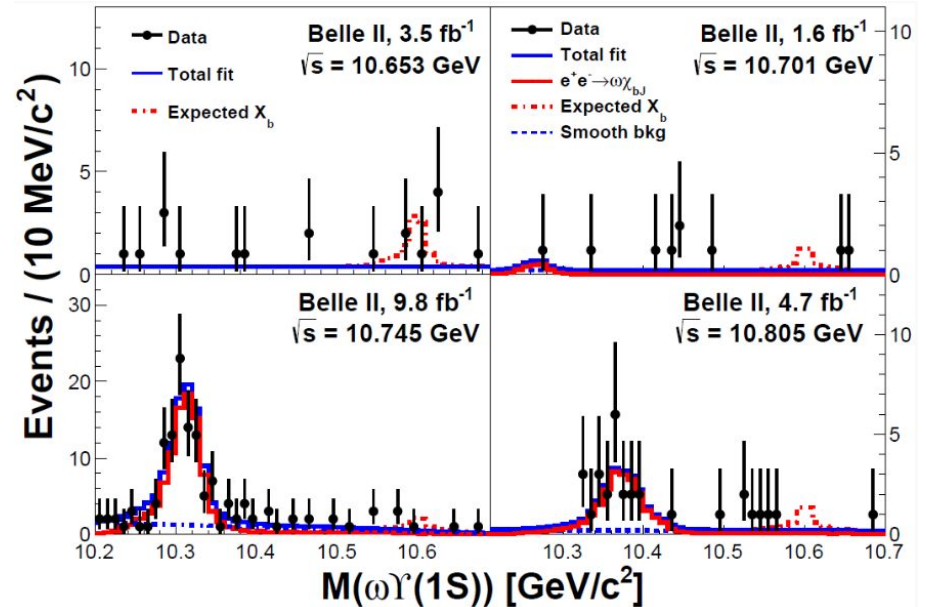 Events / (10 MeV/c²)
Data
Total fit
Expected X_b
Belle II, 3.5 fb⁻¹
√s = 10.653 GeV
0
5
10
Data
Total fit
e⁺e⁻→ωχ_bJ
Expected X_b
Smooth bkg
Belle II, 1.6 fb⁻¹
√s = 10.701 GeV
10
5
0
Belle II, 9.8 fb⁻¹
√s = 10.745 GeV
30
20
10
0
Belle II, 4.7 fb⁻¹
√s = 10.805 GeV
10
5
0
10.2 10.3 10.4 10.5 10.6 10.3 10.4 10.5 10.6 10.7
M(ωΥ(1S)) [GeV/c²]